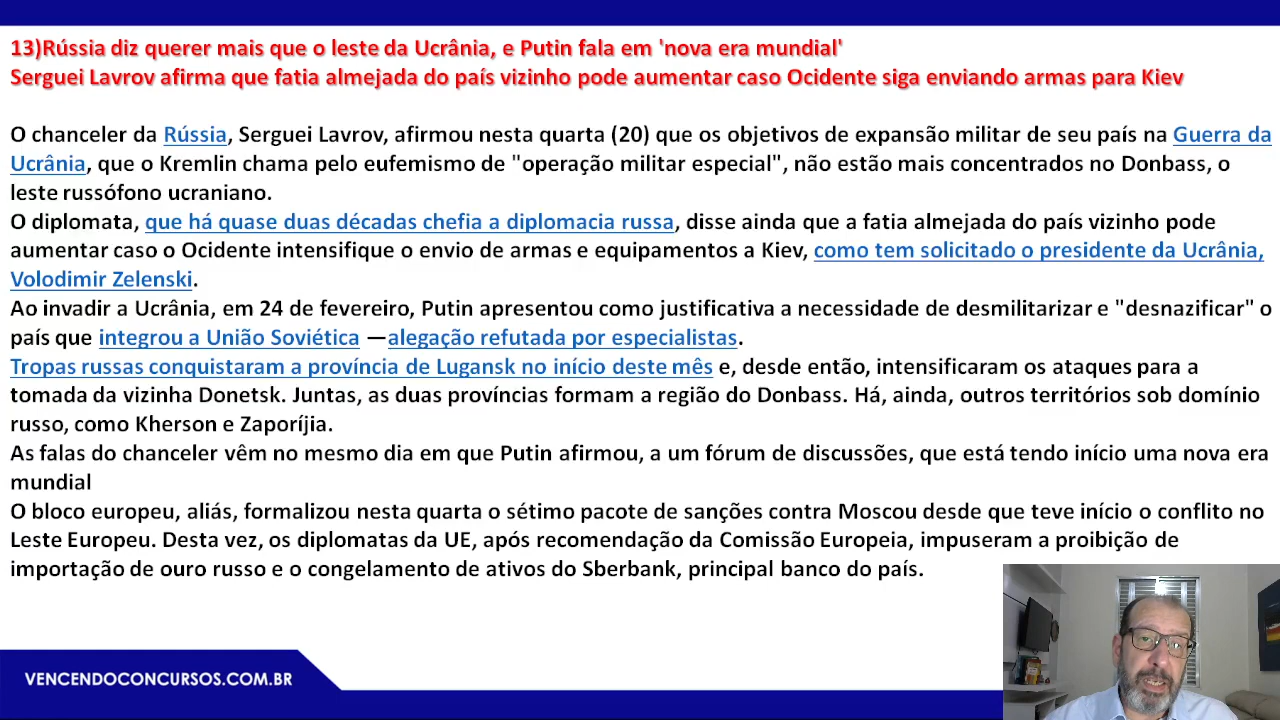 13)Rússia diz querer mais que o leste da Ucrânia, e Putin fala em 'nova era mundial'
Serguei Lavrov afirma que fatia almejada do país vizinho pode aumentar caso Ocidente siga enviando armas para Kiev
O chanceler da Rússia, Serguei Lavrov, afirmou nesta quarta (20) que os objetivos de expansão militar de seu país na Guerra da
Ucrânia, que o Kremlin chama pelo eufemismo de "operação militar especial", não estão mais concentrados no Donbass, o
leste russófono ucraniano.
O diplomata, que há quase duas décadas chefia a diplomacia russa, disse ainda que a fatia almejada do país vizinho pode
aumentar caso o Ocidente intensifique o envio de armas e equipamentos a Kiev, como tem solicitado o presidente da Ucrânia,
Volodimir Zelenski.
Ao invadir a Ucrânia, em 24 de fevereiro, Putin apresentou como justificativa a necessidade de desmilitarizar e "desnazificar" o
país que integrou a União Soviética —alegação refutada por especialistas.
Tropas russas conquistaram a província de Lugansk no início deste mês e, desde então, intensificaram os ataques para a
tomada da vizinha Donetsk. Juntas, as duas províncias formam a região do Donbass. Há, ainda, outros territórios sob domínio
russo, como Kherson e Zaporíjia.
As falas do chanceler vêm no mesmo dia em que Putin afirmou, a um fórum de discussões, que está tendo início uma nova era
mundial
O bloco europeu, aliás, formalizou nesta quarta o sétimo pacote de sanções contra Moscou desde que teve início o conflito no
Leste Europeu. Desta vez, os diplomatas da UE, após recomendação da Comissão Europeia, impuseram a proibição de
importação de ouro russo e o congelamento de ativos do Sberbank, principal banco do país.
VENCENDOCONCURSOS.COM.BR